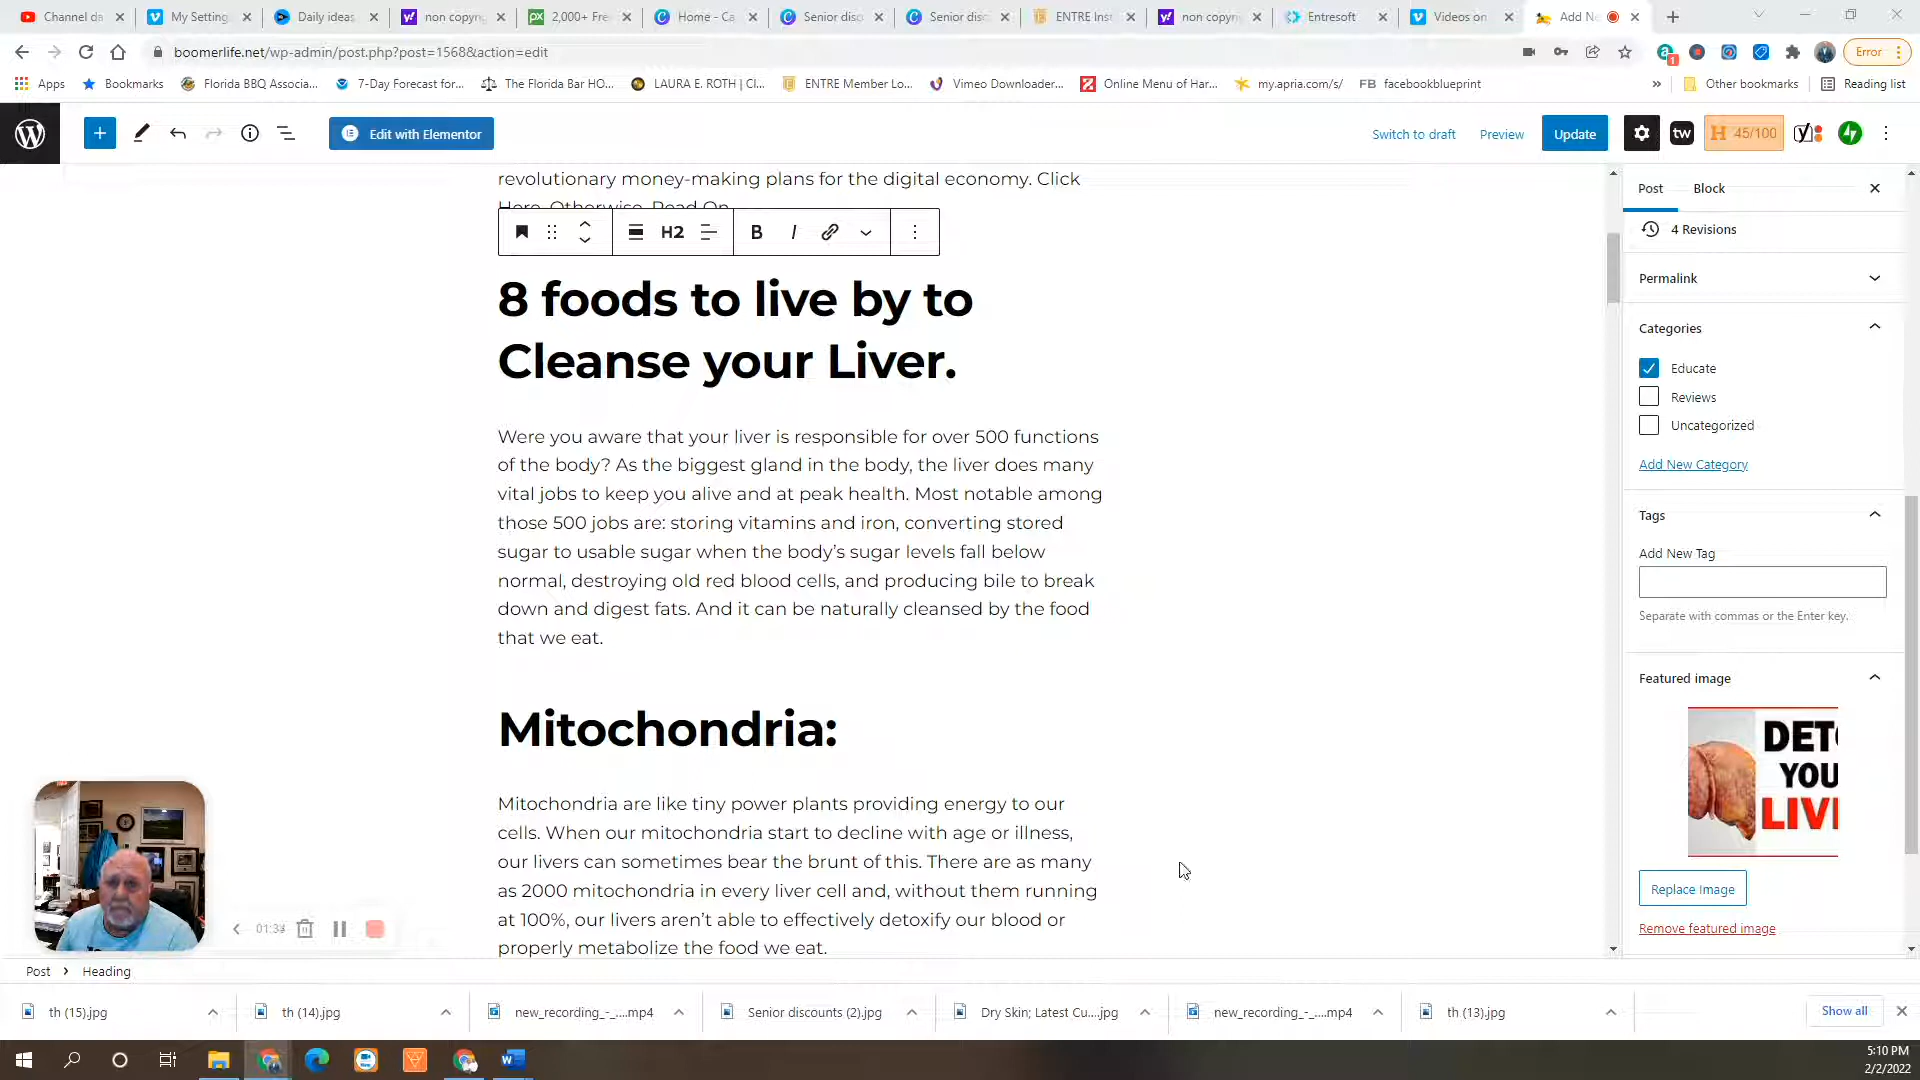 Channel da
My Setting
Daily ideas
non copyri
2,000+ Fre
Home - Ca
Senior disc
Senior disc
ENTRE Inst
non copyri
Entresoft
Videos on
Add Ne
boomerlife.net/wp-admin/post.php?post=1568&action=edit
1
Error
Apps
Bookmarks
Florida BBQ Associa...
7-Day Forecast for...
The Florida Bar HO...
LAURA E. ROTH | Cl...
ENTRE Member Lo...
Vimeo Downloader...
Online Menu of Har...
my.apria.com/s/
FB facebookblueprint
»
Other bookmarks
Reading list
Edit with Elementor
Switch to draft
Preview
Update
tw
H 45/100
revolutionary money-making plans for the digital economy. Click
Here. Otherwise, Read On
H2
B
I
8 foods to live by to
Cleanse your Liver.
Were you aware that your liver is responsible for over 500 functions
of the body? As the biggest gland in the body, the liver does many
vital jobs to keep you alive and at peak health. Most notable among
those 500 jobs are: storing vitamins and iron, converting stored
sugar to usable sugar when the body's sugar levels fall below
normal, destroying old red blood cells, and producing bile to break
down and digest fats. And it can be naturally cleansed by the food
that we eat.
Mitochondria:
Mitochondria are like tiny power plants providing energy to our
cells. When our mitochondria start to decline with age or illness,
our livers can sometimes bear the brunt of this. There are as many
as 2000 mitochondria in every liver cell and, without them running
at 100%, our livers aren't able to effectively detoxify our blood or
properly metabolize the food we eat.
Post
Block
4 Revisions
Permalink
Categories
Educate
Reviews
Uncategorized
Add New Category
Tags
Add New Tag
Separate with commas or the Enter key.
Featured image
DET
YOU
LIV
Replace Image
Remove featured image
Post
Heading
th (15).jpg
th (14).jpg
new_recording_-_....mp4
Senior discounts (2).jpg
Dry Skin; Latest Cu....jpg
new_recording_-_....mp4
th (13).jpg
Show all
5:10 PM
2/2/2022